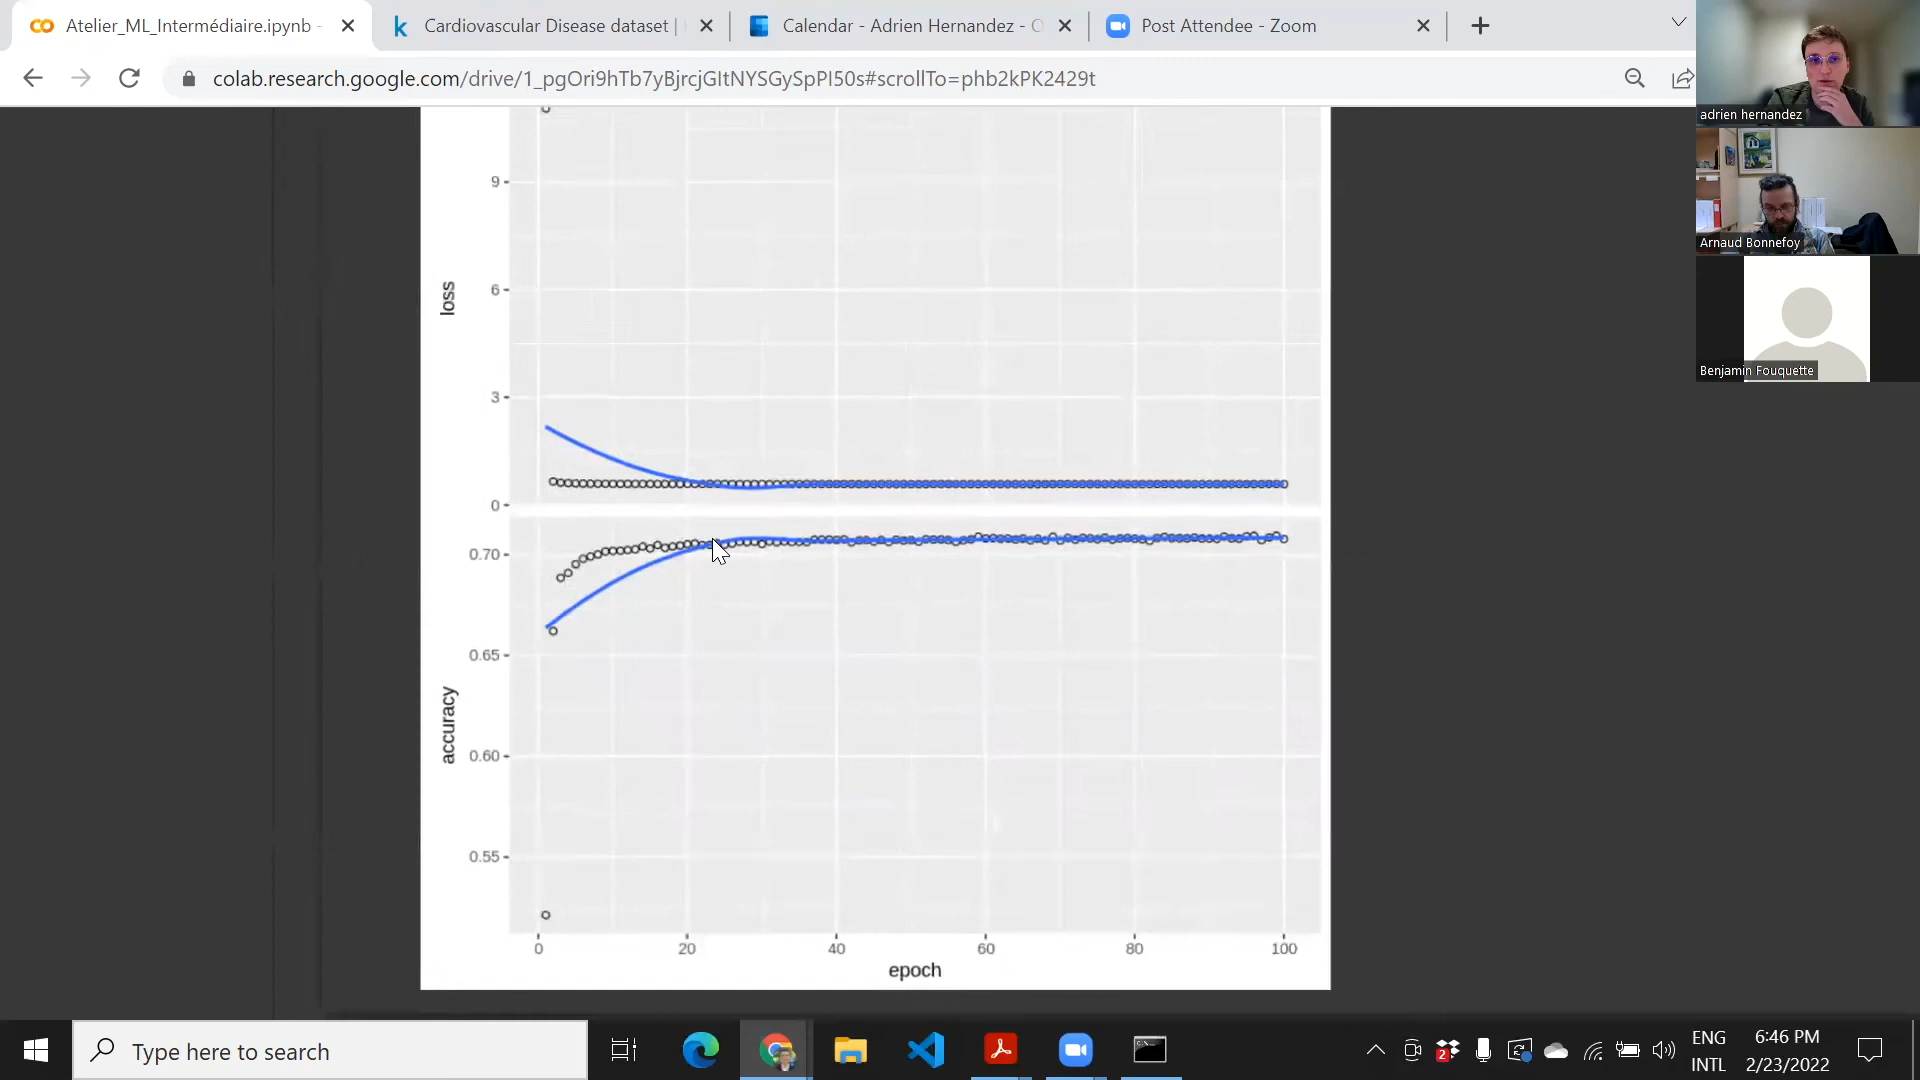 Atelier_ML_Intermédiaire.ipynb -
Cardiovascular Disease dataset |
Calendar - Adrien Hernandez - O
Post Attendee - Zoom
colab.research.google.com/drive/1_pgOri9hTb7yBjrcjGItNYSGySpPI50s#scrollTo=phb2kPK2429t
adrien hernandez
Arnaud Bonnefoy
Benjamin Fouquette
loss
9
6
3
0
accuracy
0.70
0.65
0.60
0.55
0 20 40 60 80 100
epoch
Type here to search
2
ENG
INTL
6:46 PM
2/23/2022